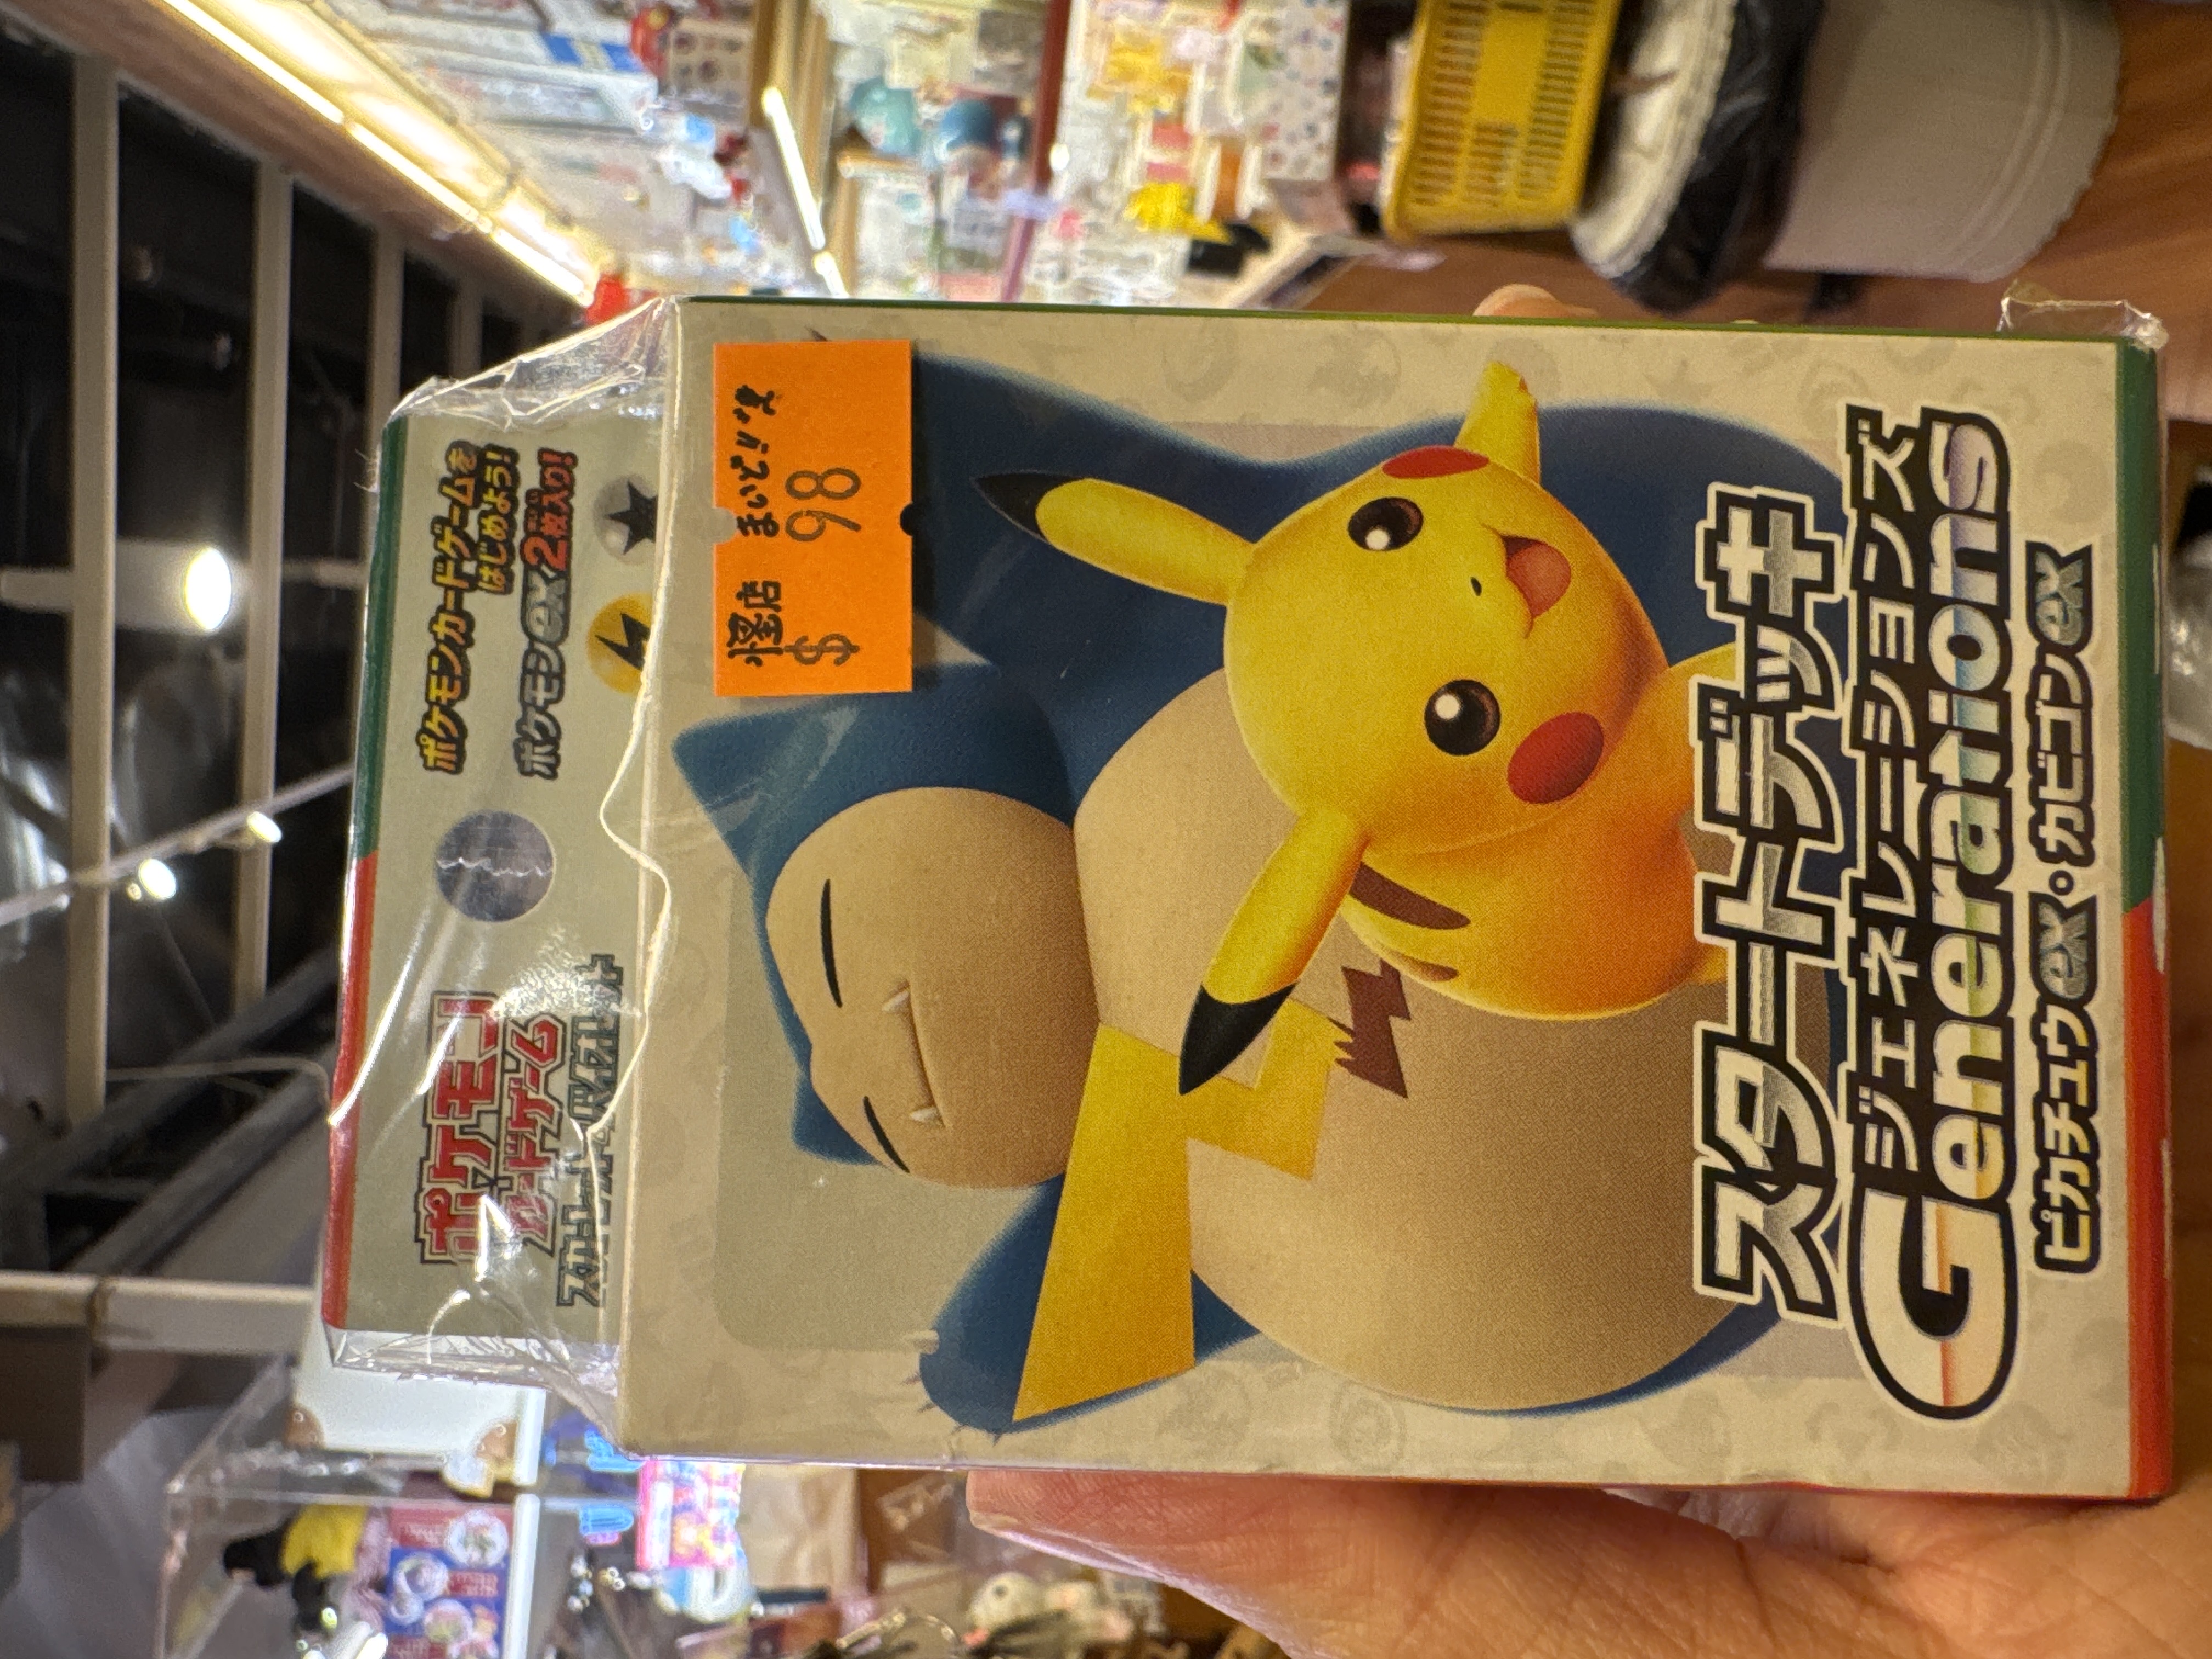 ポケモンカードゲームを
はじめよう!
ポケモンex2枚入り!
ポケモン
カードゲーム
スカーレット&バイオレット
怪店 まいど!!
$ 98
スタートデッキ
ジェネレーションズ
Generations
ピカチュウex・カビゴンex